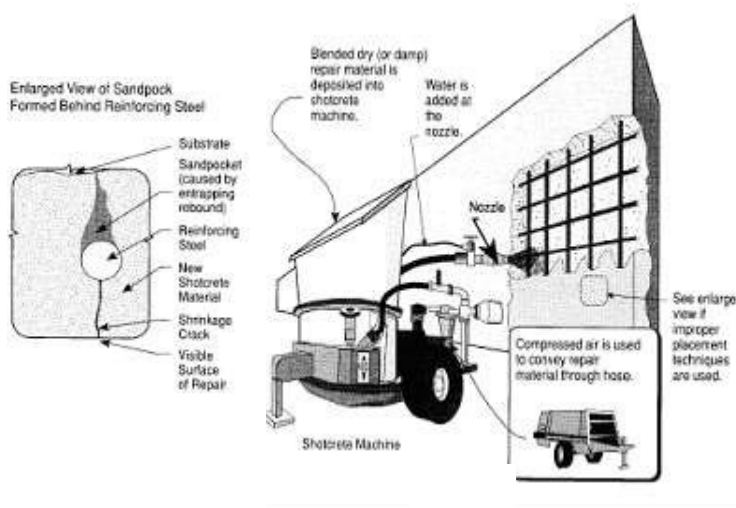 Enlarged View of Sandpock
Formed Behind Reinforcing Steel
Substrate
Sandpocket
(caused by
entrapping
rebound)
Reinforcing
Steel
New
Shotcrete
Material
Shrinkage
Crack
Visible
Surface
of Repair
Blended dry (or damp)
repair material is
deposited into
shotcrete
machine.
Water is
added at
the
nozzle.
Nozzle
See enlarge
view if
improper
placement
techniques
are used.
Compressed air is used
to convey repair
material through hose.
Shotcrete Machine